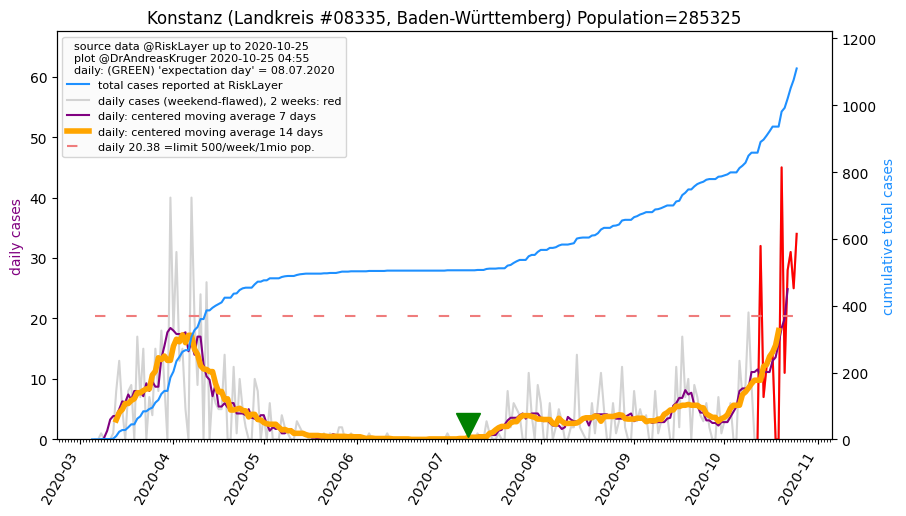 Konstanz (Landkreis #08335, Baden-Württemberg) Population=285325
source data @RiskLayer up to 2020-10-25
plot @DrAndreasKruger 2020-10-25 04:55
daily: (GREEN) 'expectation day' = 08.07.2020
total cases reported at RiskLayer
daily cases (weekend-flawed), 2 weeks: red
daily: centered moving average 7 days
daily: centered moving average 14 days
daily 20.38 =limit 500/week/1mio pop.
daily cases
60
50
40
30
20
10
0
cumulative total cases
1200
1000
800
600
400
200
0
2020-03
2020-04
2020-05
2020-06
2020-07
2020-08
2020-09
2020-10
2020-11